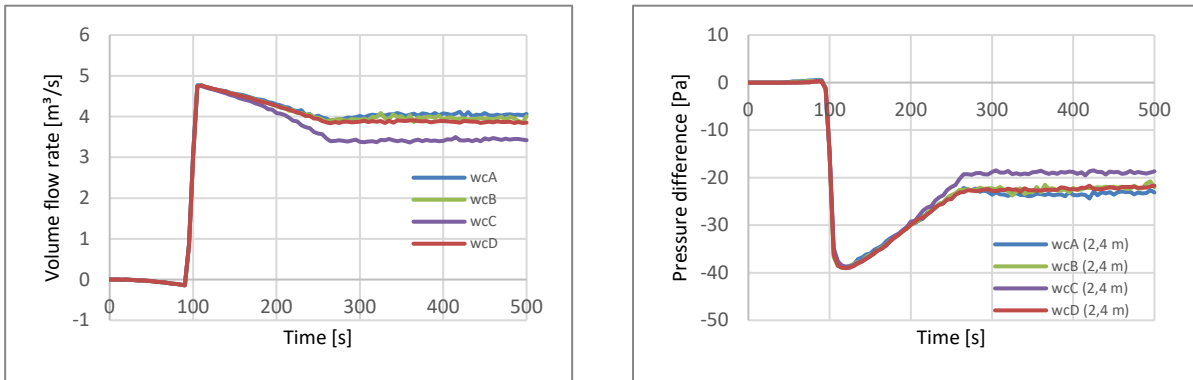 6
5
4
3
2
1
0
-1
Volume flow rate [m³/s]
0 100 200 300 400 500
Time [s]
wcA
wcB
wcC
wcD
10
0
-10
-20
-30
-40
-50
Pressure difference [Pa]
0 100 200 300 400 500
Time [s]
wcA (2,4 m)
wcB (2,4 m)
wcC (2,4 m)
wcD (2,4 m)